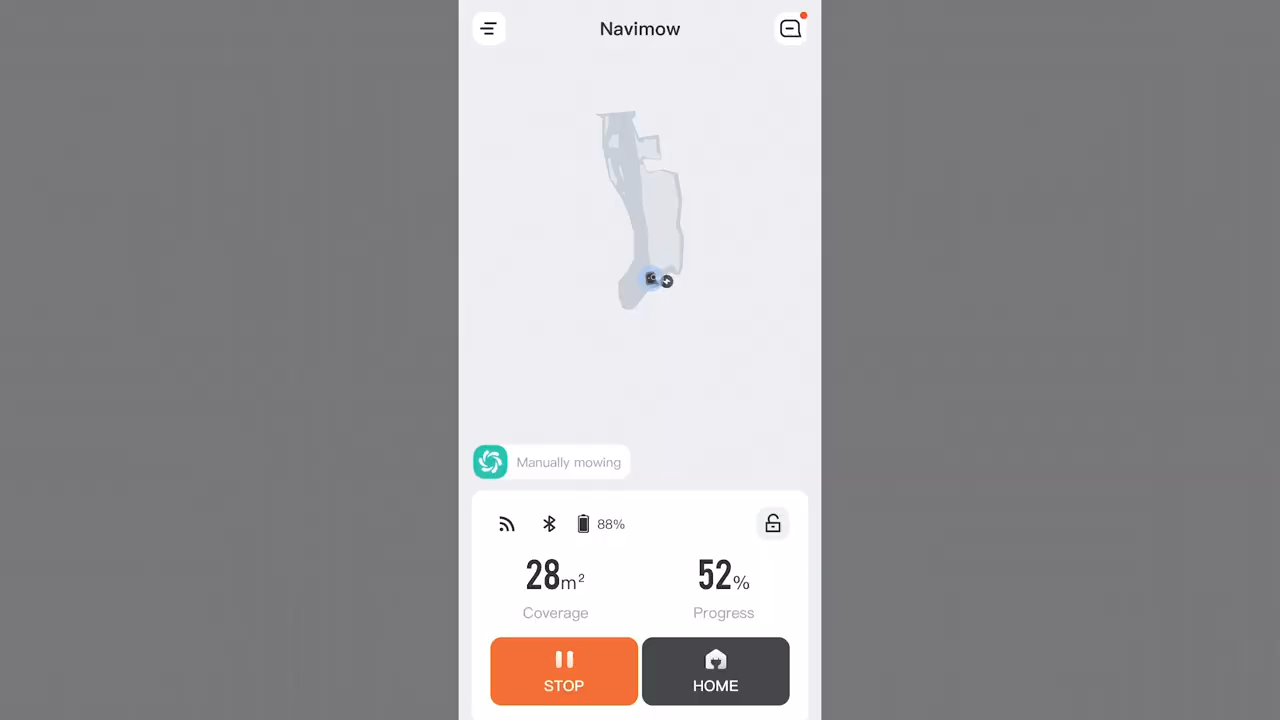 Navimow
Manually mowing
88%
28m²
52%
Coverage
Progress
STOP
HOME